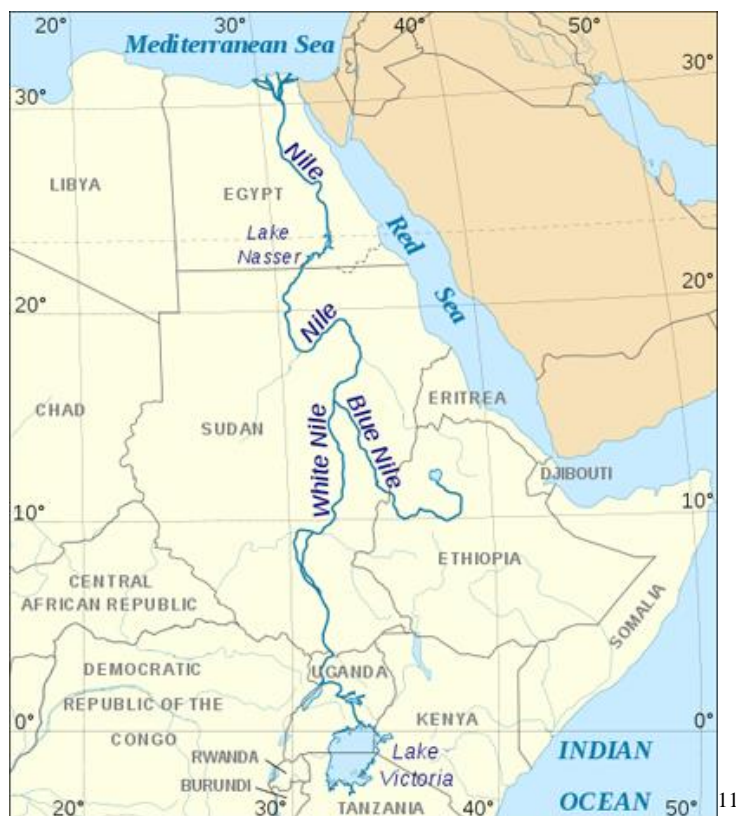 20° 30° 40° 50°
Mediterranean Sea
30° 30°
Nile
LIBYA
EGYPT
Lake
Nasser
Red
Sea
20° 20°
Nile
CHAD
SUDAN
ERITREA
White Nile
Blue Nile
DJIBOUTI
10° 10°
ETHIOPIA
CENTRAL
AFRICAN REPUBLIC
SOMALIA
DEMOCRATIC
REPUBLIC OF THE
CONGO
UGANDA
KENYA
0° 0°
RWANDA
BURUNDI
Lake
Victoria
INDIAN
OCEAN
TANZANIA
20° 30° 40° 50°
11